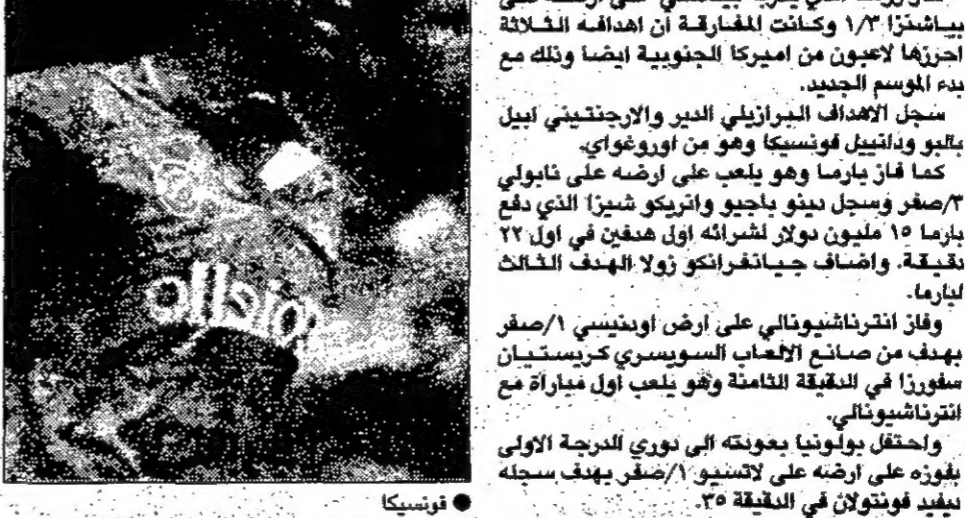 بياشنزا ١/٣ وكانت المفارقة ان اهدافه الثلاثة
احرزها لاعبون من اميركا الجنوبية ايضا وذلك مع
بدء الموسم الجديد.
سجل الاهداف البرازيلي الدير والارجنتيني ابيل
بالبو ودانييل فونسيكا وهو من اوروغواي.
كما فاز بارما وهو يلعب على ارضه على نابولي
٣/صفر وسجل دينو باجيو وانريكو شيزا الذي دفع
بارما ١٥ مليون دولار لشرائه اول هدفين في اول ٢٢
دقيقة. واضاف جيانفرانكو زولا الهدف الثالث
لبارما.
وفاز انترناشيونالي على ارض اودنيسي ١/صفر
بهدف من صانع الالعاب السويسري كريستيان
سفورزا في الدقيقة الثامنة وهو يلعب اول مباراة مع
انترناشيونالي.
واحتفل بولونيا بعودته الى دوري الدرجة الاولى
بفوزه على ارضه على لاتسيو ١/صفر بهدف سجله
ديفيد فونتولان في الدقيقة ٣٥.
● فونسيكا